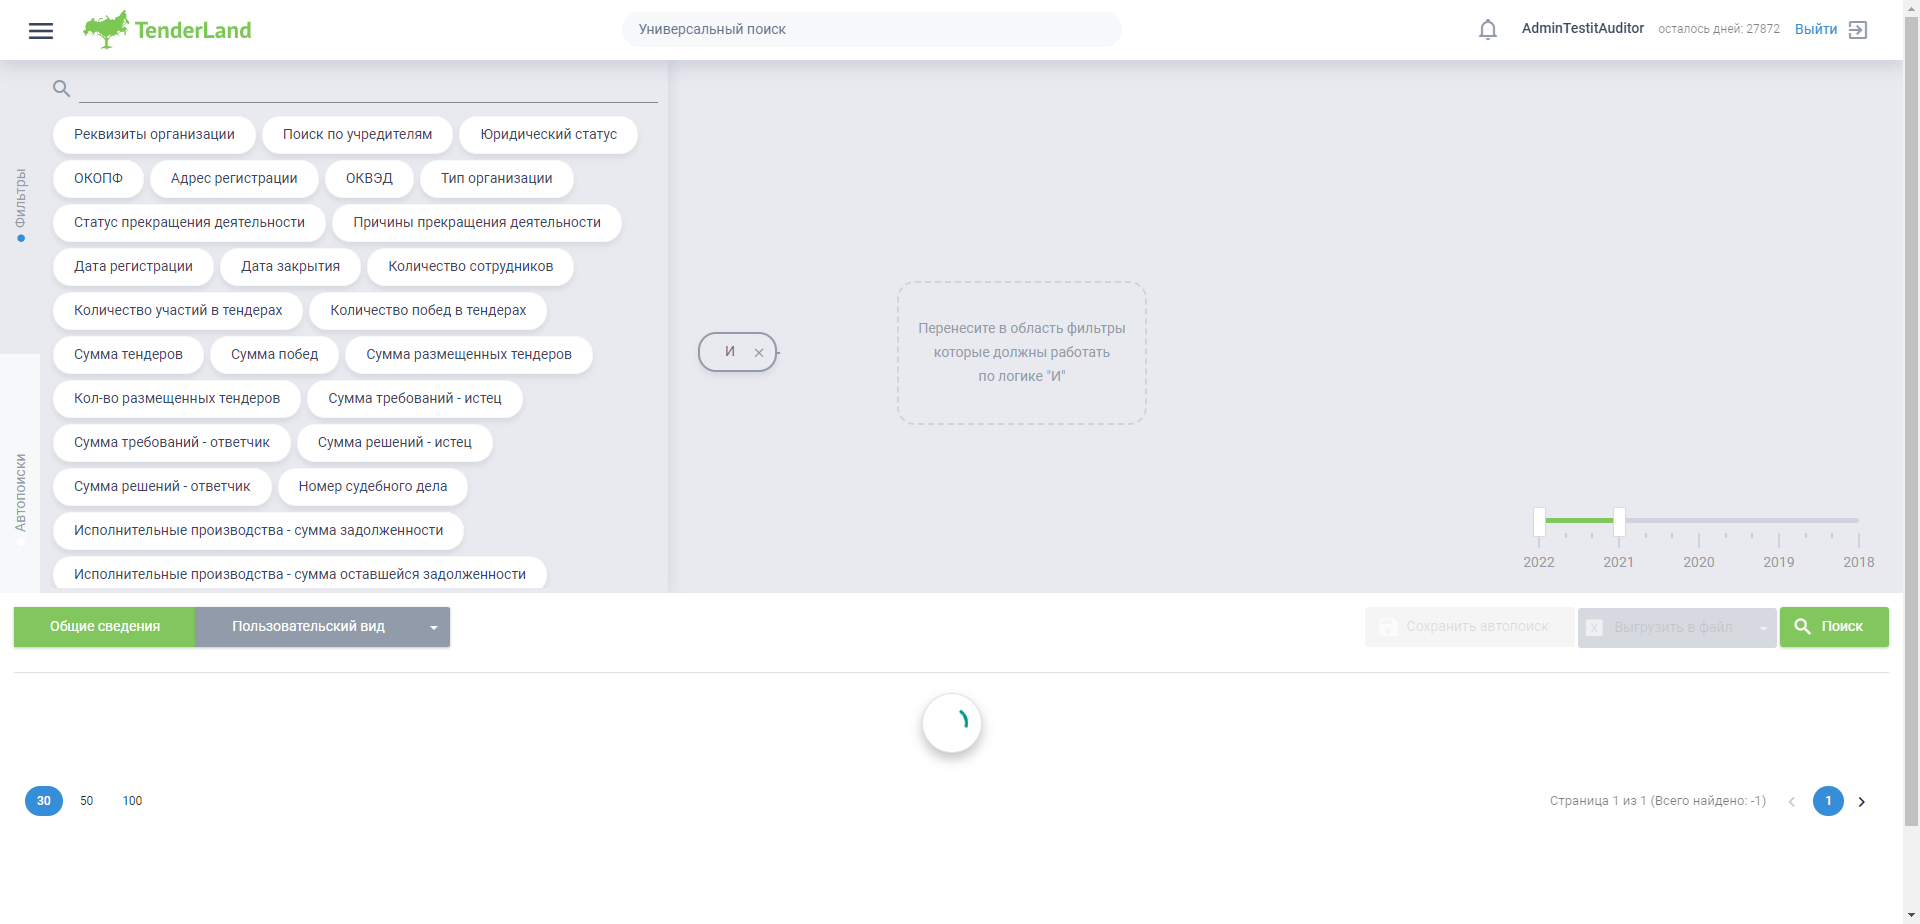 TenderLand
Универсальный поиск
AdminTestitAuditor
осталось дней: 27872
Выйти
Фильтры
Автопоиски
Реквизиты организации
Поиск по учредителям
Юридический статус
ОКОПФ
Адрес регистрации
ОКВЭД
Тип организации
Статус прекращения деятельности
Причины прекращения деятельности
Дата регистрации
Дата закрытия
Количество сотрудников
Количество участий в тендерах
Количество побед в тендерах
Сумма тендеров
Сумма побед
Сумма размещенных тендеров
Кол-во размещенных тендеров
Сумма требований - истец
Сумма требований - ответчик
Сумма решений - истец
Сумма решений - ответчик
Номер судебного дела
Исполнительные производства - сумма задолженности
Исполнительные производства - сумма оставшейся задолженности
И
Перенесите в область фильтры
которые должны работать
по логике "И"
2022
2021
2020
2019
2018
Общие сведения
Пользовательский вид
Сохранить автопоиск
Выгрузить в файл
Поиск
30
50
100
Страница 1 из 1 (Всего найдено: -1)
1